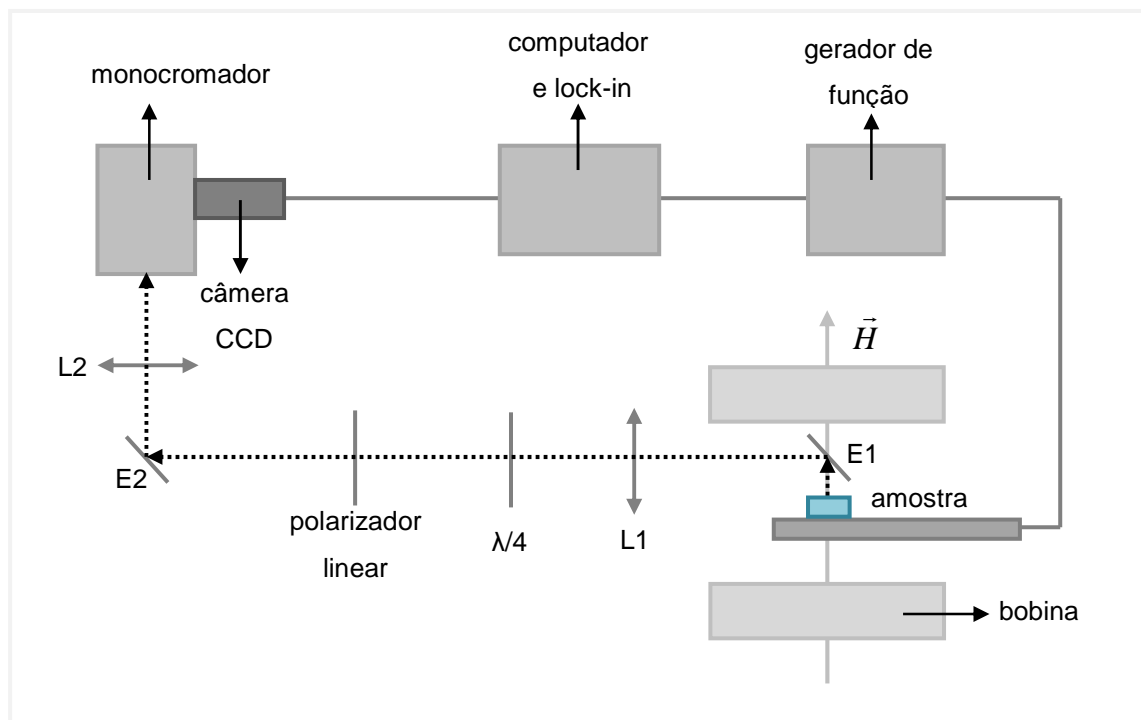 computador
e lock-in
gerador de
função
monocromador
câmera
CCD
H
L2
E1
E2
amostra
polarizador
linear
λ/4
L1
bobina